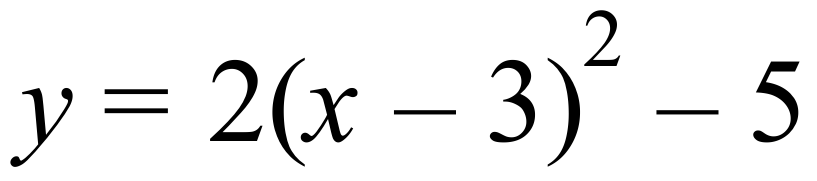 y = 2(x − 3)² − 5